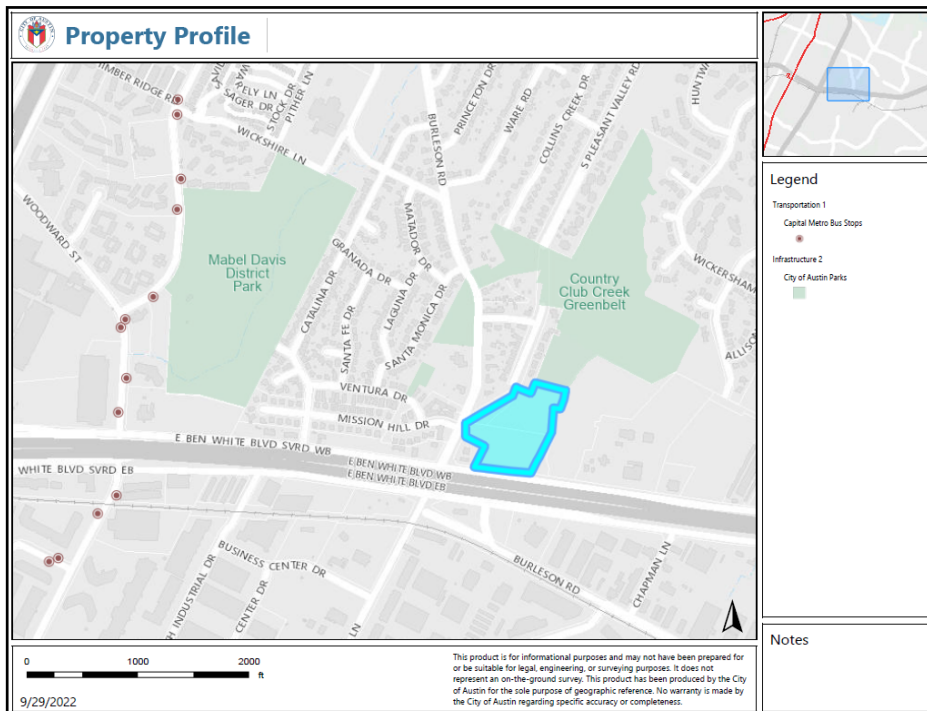 Property Profile
TIMBER RIDGE RD
PELY LN
S SAGER DR
STOCK DR
PITHER LN
WICKSHIRE LN
BURLESON RD
PRINCETON DR
WARE RD
COLLINS CREEK DR
S PLEASANT VALLEY RD
HUNTW
WOODWARD ST
Mabel Davis
District
Park
MATADOR DR
GRANADA DR
CATALINA DR
LAGUNA DR
SANTA FE DR
SANTA MONICA DR
Country
Club Creek
Greenbelt
WICKERSHAM
ALLISO
VENTURA DR
MISSION HILL DR
E BEN WHITE BLVD SVRD WB
E BEN WHITE BLVD WB
E BEN WHITE BLVD EB
WHITE BLVD SVRD EB
BUSINESS CENTER DR
BURLESON RD
CHAPMAN LN
H INDUSTRIAL DR
CENTER DR
LN
Legend
Transportation 1
Capital Metro Bus Stops
Infrastructure 2
City of Austin Parks
Notes
0 1000 2000
ft
9/29/2022
This product is for informational purposes and may not have been prepared for
or be suitable for legal, engineering, or surveying purposes. It does not
represent an on-the-ground survey. This product has been produced by the City
of Austin for the sole purpose of geographic reference. No warranty is made by
the City of Austin regarding specific accuracy or completeness.